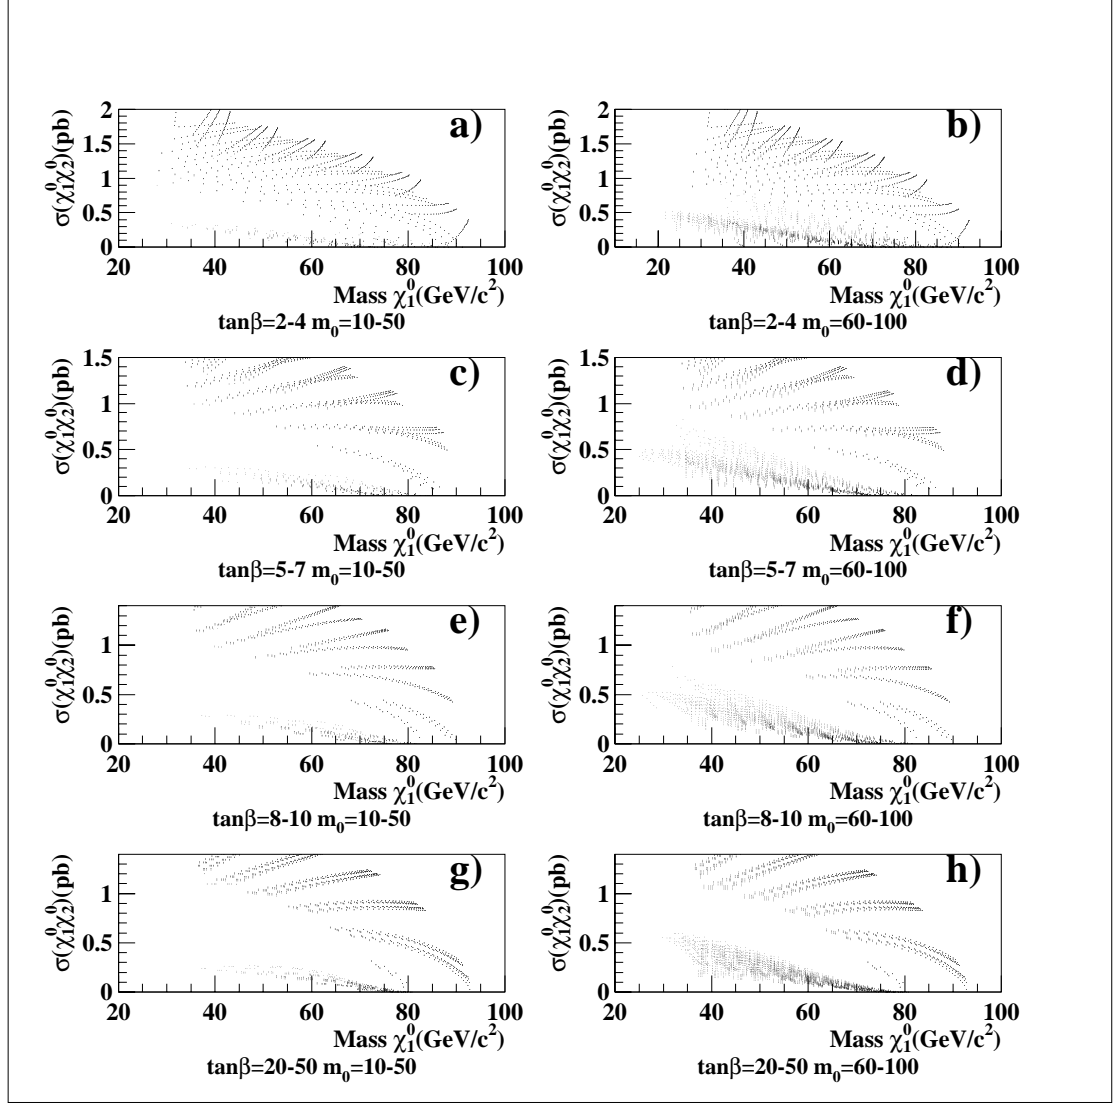 a)
2
1.5
1
0.5
0
σ(χ₁⁰χ₂⁰)(pb)
20 40 60 80 100
Mass χ₁⁰(GeV/c²)
tanβ=2-4 m₀=10-50
b)
2
1.5
1
0.5
0
σ(χ₁⁰χ₂⁰)(pb)
20 40 60 80 100
Mass χ₁⁰(GeV/c²)
tanβ=2-4 m₀=60-100
c)
1.5
1
0.5
0
σ(χ₁⁰χ₂⁰)(pb)
20 40 60 80 100
Mass χ₁⁰(GeV/c²)
tanβ=5-7 m₀=10-50
d)
1.5
1
0.5
0
σ(χ₁⁰χ₂⁰)(pb)
20 40 60 80 100
Mass χ₁⁰(GeV/c²)
tanβ=5-7 m₀=60-100
e)
1
0.5
0
σ(χ₁⁰χ₂⁰)(pb)
20 40 60 80 100
Mass χ₁⁰(GeV/c²)
tanβ=8-10 m₀=10-50
f)
1
0.5
0
σ(χ₁⁰χ₂⁰)(pb)
20 40 60 80 100
Mass χ₁⁰(GeV/c²)
tanβ=8-10 m₀=60-100
g)
1
0.5
0
σ(χ₁⁰χ₂⁰)(pb)
20 40 60 80 100
Mass χ₁⁰(GeV/c²)
tanβ=20-50 m₀=10-50
h)
1
0.5
0
σ(χ₁⁰χ₂⁰)(pb)
20 40 60 80 100
Mass χ₁⁰(GeV/c²)
tanβ=20-50 m₀=60-100